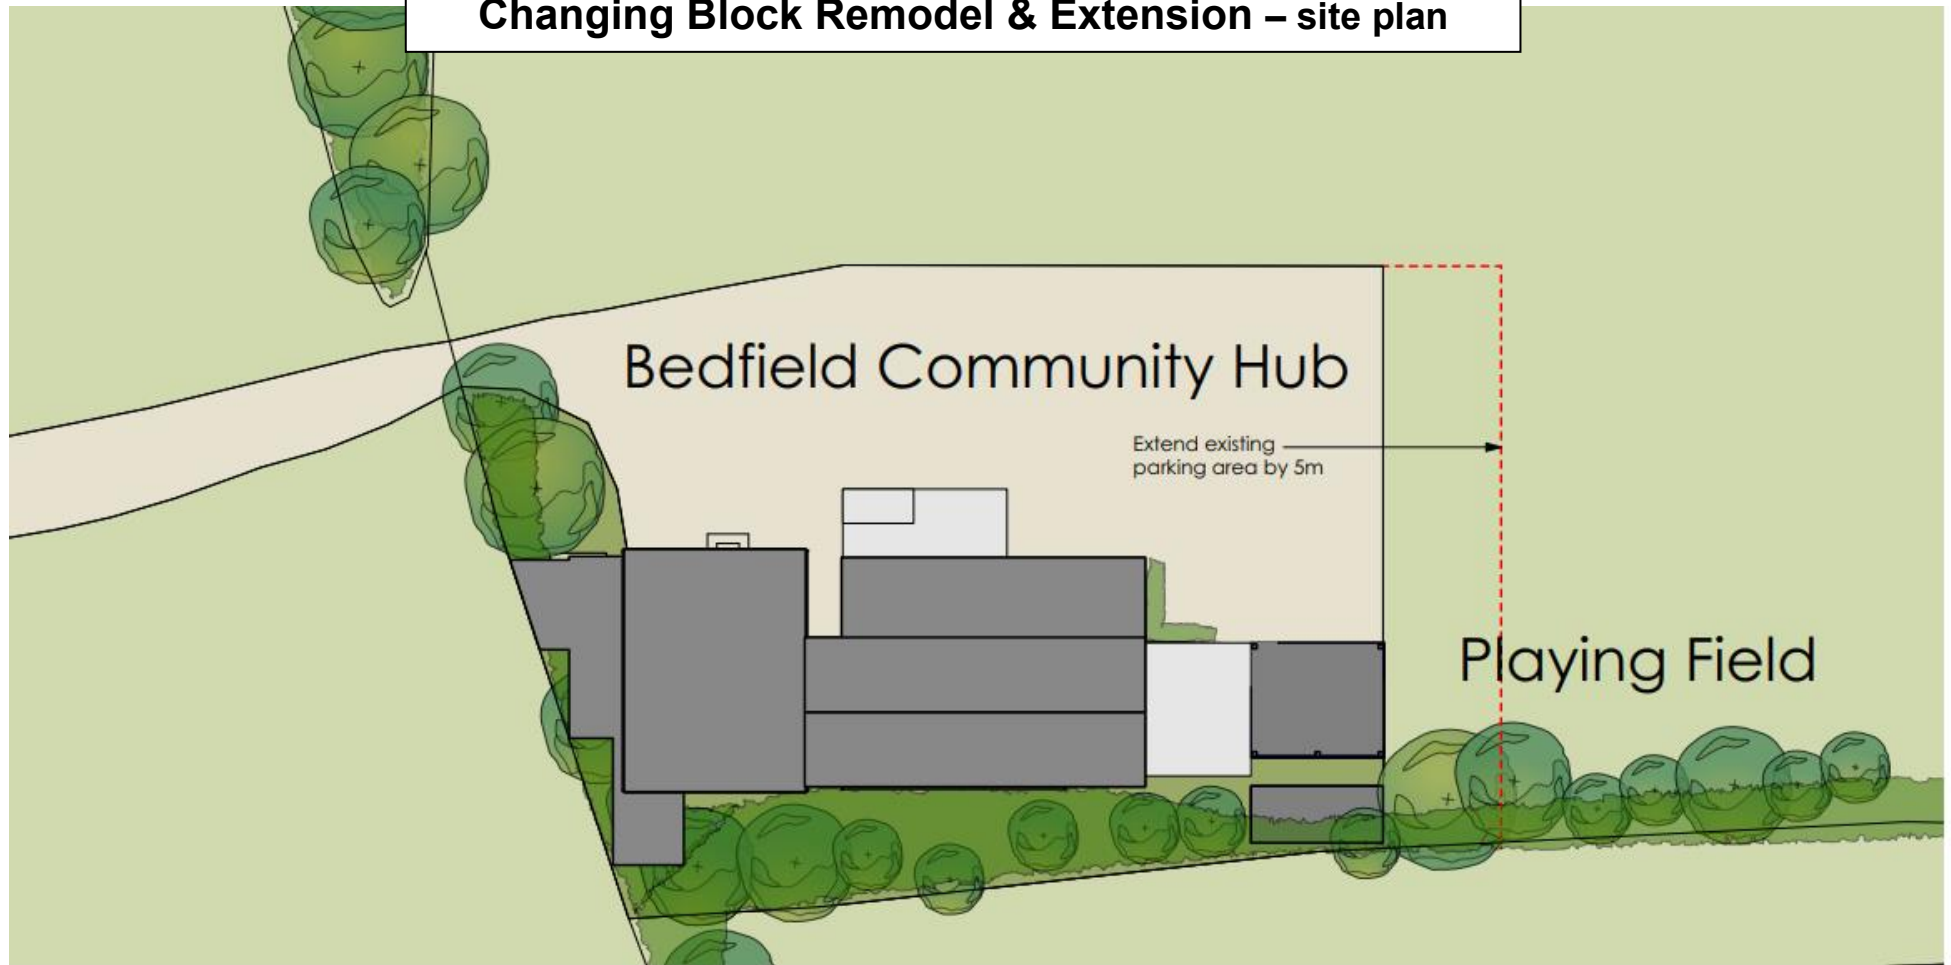 Changing Block Remodel & Extension – site plan
Bedfield Community Hub
Extend existing
parking area by 5m
Playing Field